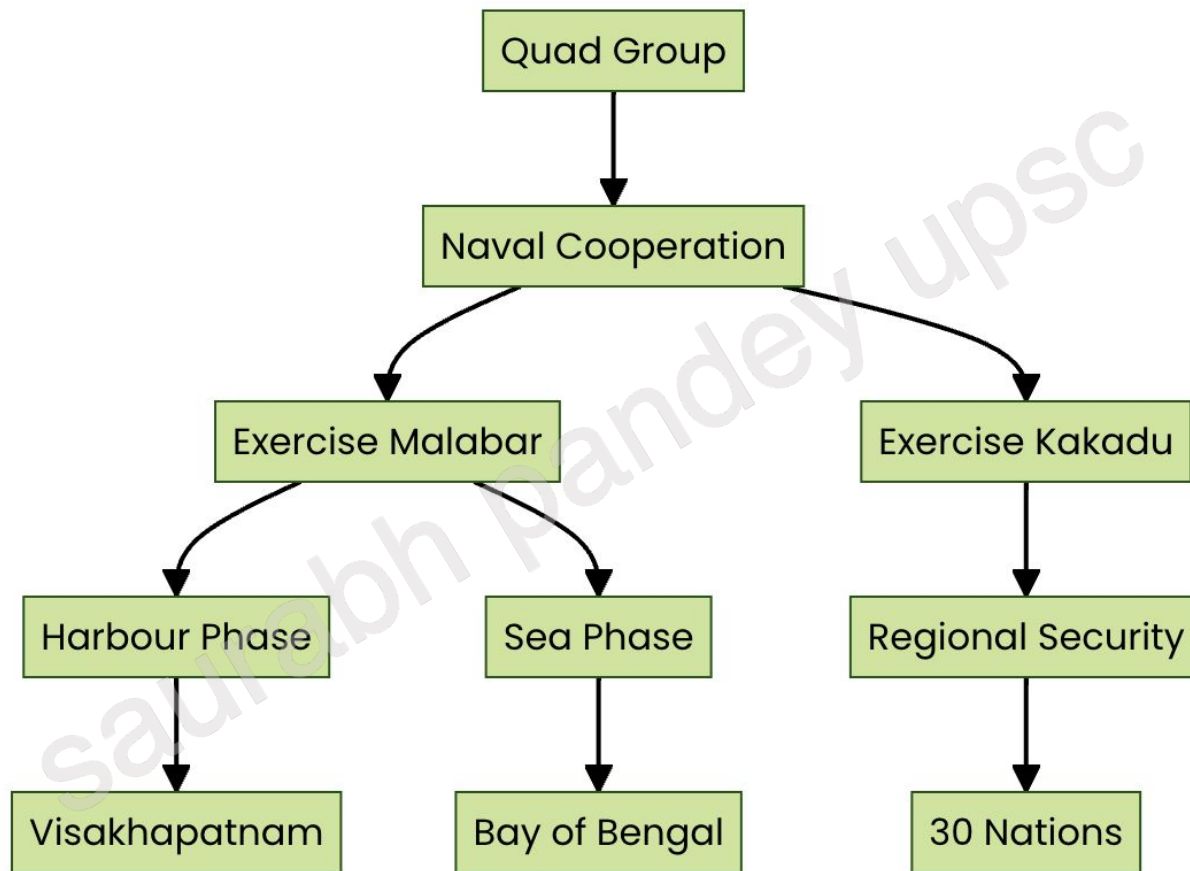 Quad Group
Naval Cooperation
Exercise Malabar
Exercise Kakadu
Harbour Phase
Sea Phase
Regional Security
Visakhapatnam
Bay of Bengal
30 Nations
saurabh pandey upsc